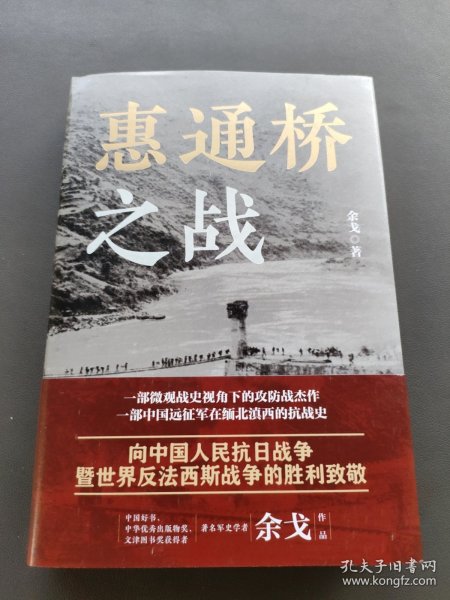 惠通桥
之战
余戈 著
一部微观战史视角下的攻防战杰作
一部中国远征军在缅北滇西的抗战史
向中国人民抗日战争
暨世界反法西斯战争的胜利致敬
中国好书、
中华优秀出版物奖、
文津图书奖获得者
著名军史学者
余戈
作品
孔夫子旧书网
kongfz.com